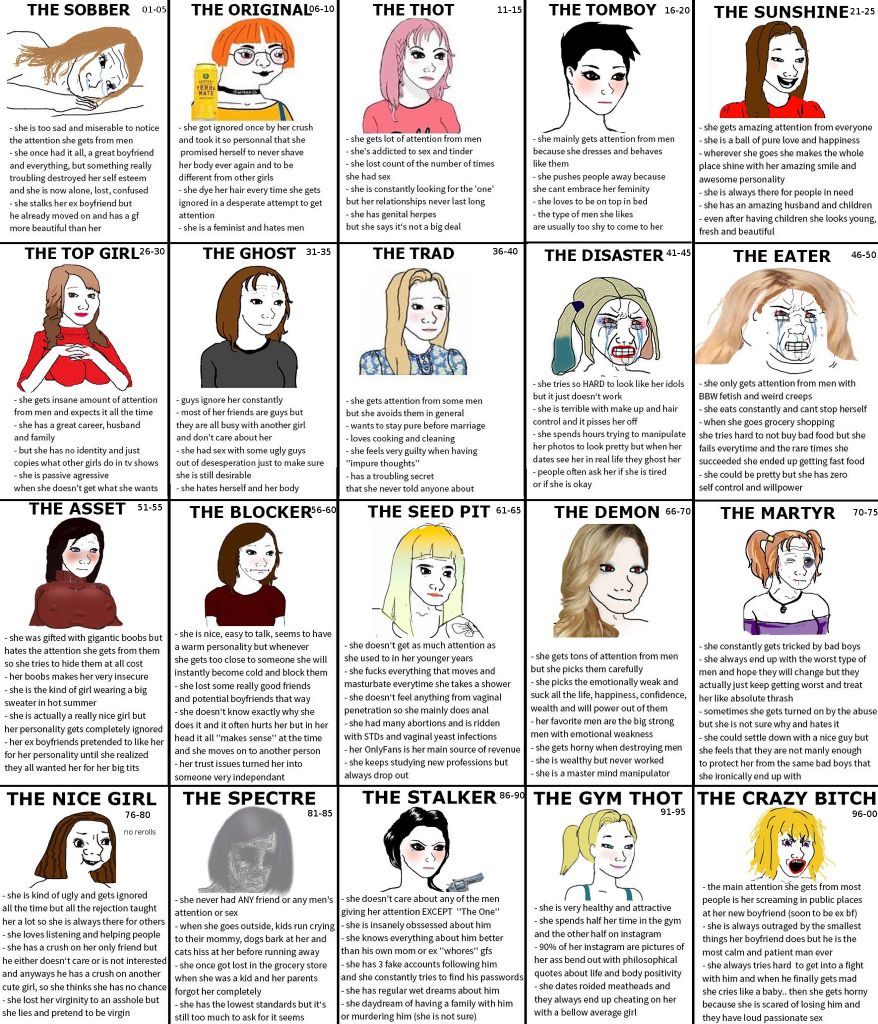 THE SOBBER 01-05
- she is too sad and miserable to notice
the attention she gets from men
- she once had it all, a great boyfriend
and everything, but something really
troubling destroyed her self esteem
and she is now alone, lost, confused
- she stalks her ex boyfriend but
he already moved on and has a gf
more beautiful than her
THE ORIGINAL 06-10
YERBA
MATE
- she got ignored once by her crush
and took it so personnal that she
promised herself to never shave
her body ever again and to be
different from other girls
- she dye her hair every time she gets
ignored in a desperate attempt to get
attention
- she is a feminist and hates men
THE THOT 11-15
- she gets lot of attention from men
- she's addicted to sex and tinder
- she lost count of the number of times
she had sex
- she is constantly looking for the 'one'
but her relationships never last long
- she has genital herpes
but she says it's not a big deal
THE TOMBOY 16-20
- she mainly gets attention from men
because she dresses and behaves
like them
- she pushes people away because
she cant embrace her feminity
- she loves to be on top in bed
- the type of men she likes
are usually too shy to come to her
THE SUNSHINE 21-25
- she gets amazing attention from everyone
- she is a ball of pure love and happiness
- wherever she goes she makes the whole
place shine with her amazing smile and
awesome personality
- she is always there for people in need
- she has an amazing husband and children
- even after having children she looks young,
fresh and beautiful
THE TOP GIRL 26-30
- she gets insane amount of attention
from men and expects it all the time
- she has a great career, husband
and family
- but she has no identity and just
copies what other girls do in tv shows
- she is passive agressive
when she doesn't get what she wants
THE GHOST 31-35
- guys ignore her constantly
- most of her friends are guys but
they are all busy with another girl
and don't care about her
- she had sex with some ugly guys
out of desesperation just to make sure
she is still desirable
- she hates herself and her body
THE TRAD 36-40
- she gets attention from some men
but she avoids them in general
- wants to stay pure before marriage
- loves cooking and cleaning
- she feels very guilty when having
"impure thoughts"
- has a troubling secret
that she never told anyone about
THE DISASTER 41-45
- she tries so HARD to look like her idols
but it just doesn't work
- she is terrible with make up and hair
control and it pisses her off
- she spends hours trying to manipulate
her photos to look pretty but when her
dates see her in real life they ghost her
- people often ask her if she is tired
or if she is okay
THE EATER 46-50
- she only gets attention from men with
BBW fetish and weird creeps
- she eats constantly and cant stop herself
- when she goes grocery shopping
she tries hard to not buy bad food but she
fails everytime and the rare times she
succeeded she ended up getting fast food
- she could be pretty but she has zero
self control and willpower
THE ASSET 51-55
- she was gifted with gigantic boobs but
hates the attention she gets from them
so she tries to hide them at all cost
- her boobs makes her very insecure
- she is the kind of girl wearing a big
sweater in hot summer
- she is actually a really nice girl but
her personality gets completely ignored
- her ex boyfriends pretended to like her
for her personality until she realized
they all wanted her for her big tits
THE BLOCKER 56-60
- she is nice, easy to talk, seems to have
a warm personality but whenever
she gets too close to someone she will
instantly become cold and block them
- she lost some really good friends
and potential boyfriends that way
- she doesn't know exactly why she
does it and it often hurts her but in her
head it all "makes sense" at the time
and she moves on to another person
- her trust issues turned her into
someone very independant
THE SEED PIT 61-65
- she doesn't get as much attention as
she used to in her younger years
- she fucks everything that moves and
masturbate everytime she takes a shower
- she doesn't feel anything from vaginal
penetration so she mainly does anal
- she had many abortions and is ridden
with STDs and vaginal yeast infections
- her OnlyFans is her main source of revenue
- she keeps studying new professions but
always drop out
THE DEMON 66-70
- she gets tons of attention from men
but she picks them carefully
- she picks the emotionally weak and
suck all the life, happiness, confidence,
wealth and will power out of them
- her favorite men are the big strong
men with emotional weakness
- she gets horny when destroying men
- she is wealthy but never worked
- she is a master mind manipulator
THE MARTYR 70-75
- she constantly gets tricked by bad boys
- she always end up with the worst type of
men and hope they will change but they
actually just keep getting worst and treat
her like absolute thrash
- sometimes she gets turned on by the abuse
but she is not sure why and hates it
- she could settle down with a nice guy but
she feels that they are not manly enough
to protect her from the same bad boys that
she ironically end up with
THE NICE GIRL
76-80
no rerolls
- she is kind of ugly and gets ignored
all the time but all the rejection taught
her a lot so she is always there for others
- she loves listening and helping people
- she has a crush on her only friend but
he either doesn't care or is not interested
and anyways he has a crush on another
cute girl, so she thinks she has no chance
- she lost her virginity to an asshole but
she lies and pretend to be virgin
THE SPECTRE
81-85
- she never had ANY friend or any men's
attention or sex
- when she goes outside, kids run crying
to their mommy, dogs bark at her and
cats hiss at her before running away
- she once got lost in the grocery store
when she was a kid and her parents
forgot her completely
- she has the lowest standards but it's
still too much to ask for it seems
THE STALKER 86-90
- she doesn't care about any of the men
giving her attention EXCEPT "The One"
- she is insanely obssessed about him
- she knows everything about him better
than his own mom or ex "whores" gfs
- she has 3 fake accounts following him
and she constantly tries to find his passwords
- she has regular wet dreams about him
- she daydream of having a family with him
or murdering him (she is not sure)
THE GYM THOT
91-95
- she is very healthy and attractive
- she spends half her time in the gym
and the other half on instagram
- 90% of her instagram are pictures of
her ass bend out with philosophical
quotes about life and body positivity
- she dates roided meatheads and
they always end up cheating on her
with a bellow average girl
THE CRAZY BITCH
96-00
- the main attention she gets from most
people is her screaming in public places
at her new boyfriend (soon to be ex bf)
- she is always outraged by the smallest
things her boyfriend does but he is the
most calm and patient man ever
- she always tries hard to get into a fight
with him and when he finally gets mad
she cries like a baby.. then she gets horny
because she is scared of losing him and
they have loud passionate sex